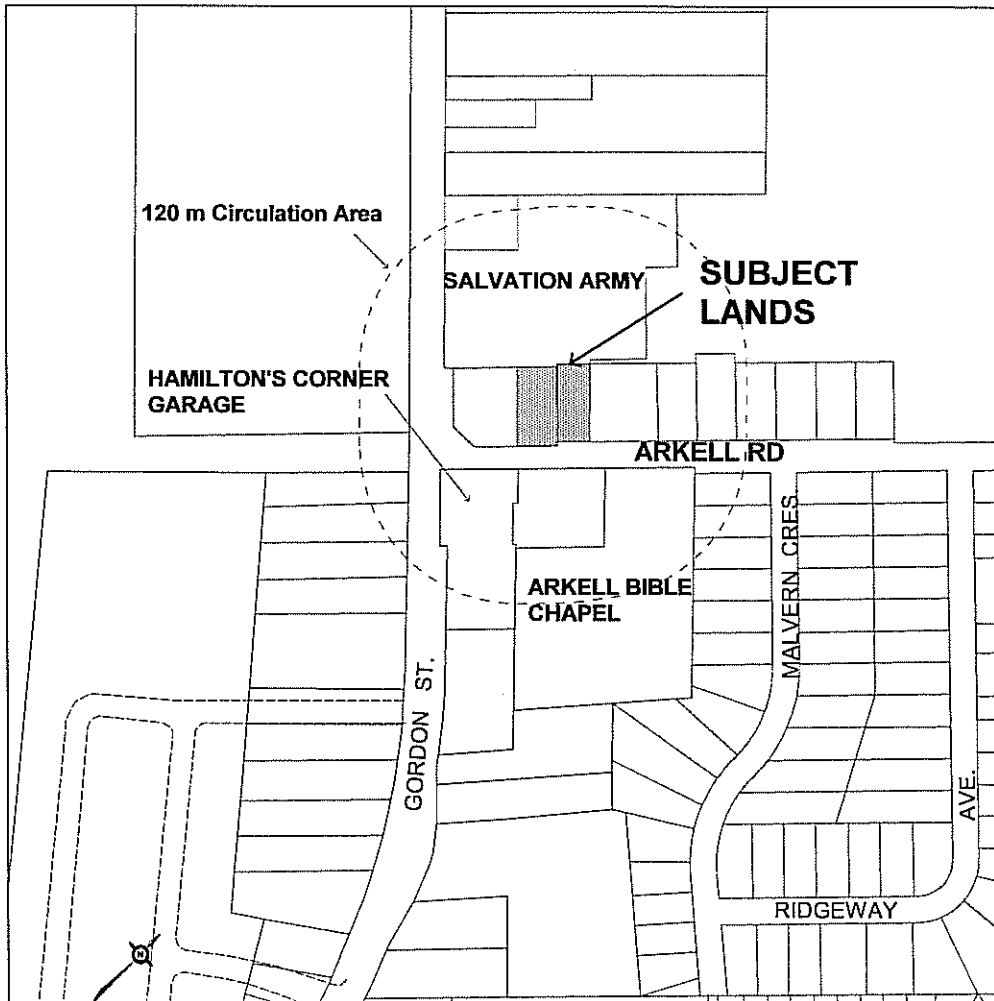 120 m Circulation Area
SALVATION ARMY
SUBJECT
LANDS
HAMILTON'S CORNER
GARAGE
ARKELL RD
ARKELL BIBLE
CHAPEL
MALVERN CRES.
GORDON ST.
AVE.
RIDGEWAY
N